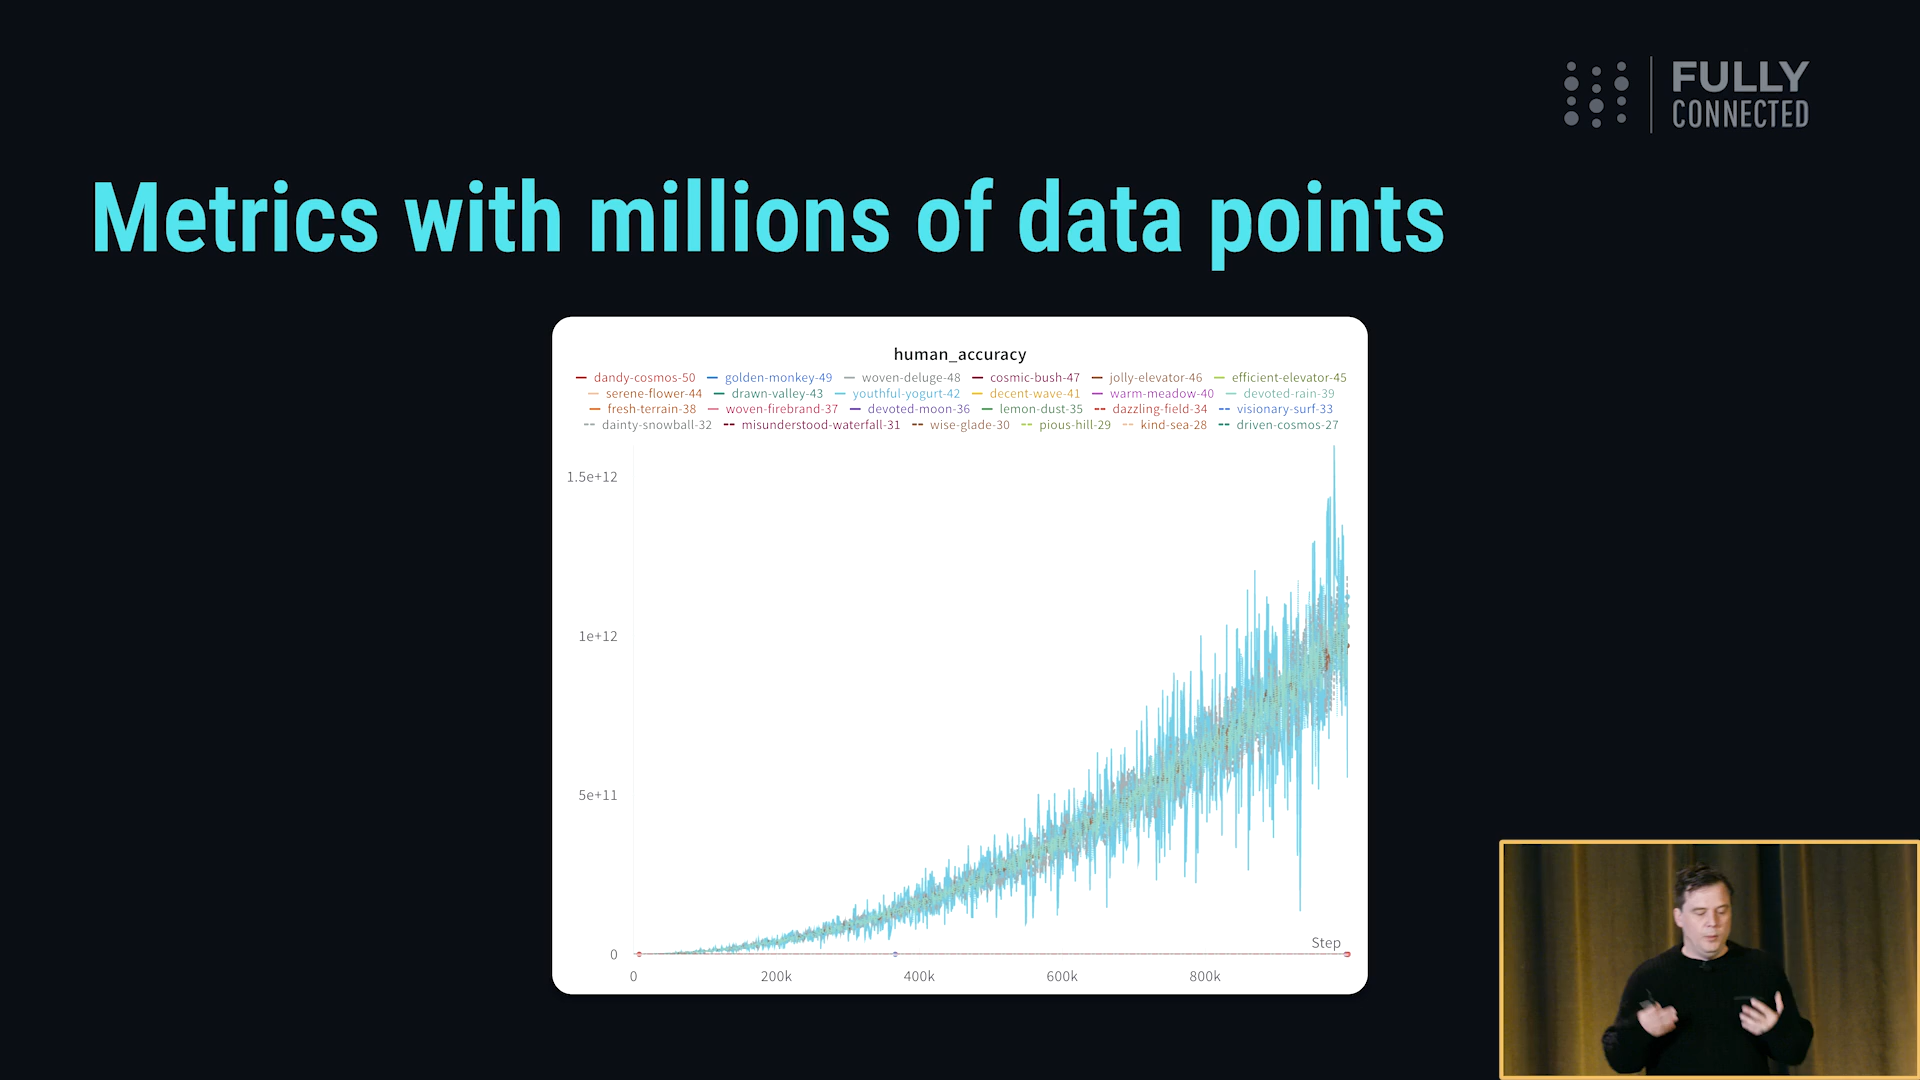 FULLY
CONNECTED
Metrics with millions of data points
human_accuracy
dandy-cosmos-50 golden-monkey-49 woven-deluge-48 cosmic-bush-47 jolly-elevator-46 efficient-elevator-45
serene-flower-44 drawn-valley-43 youthful-yogurt-42 decent-wave-41 warm-meadow-40 devoted-rain-39
fresh-terrain-38 woven-firebrand-37 devoted-moon-36 lemon-dust-35 dazzling-field-34 visionary-surf-33
dainty-snowball-32 misunderstood-waterfall-31 wise-glade-30 pious-hill-29 kind-sea-28 driven-cosmos-27
1.5e+12
1e+12
5e+11
0
Step
0 200k 400k 600k 800k